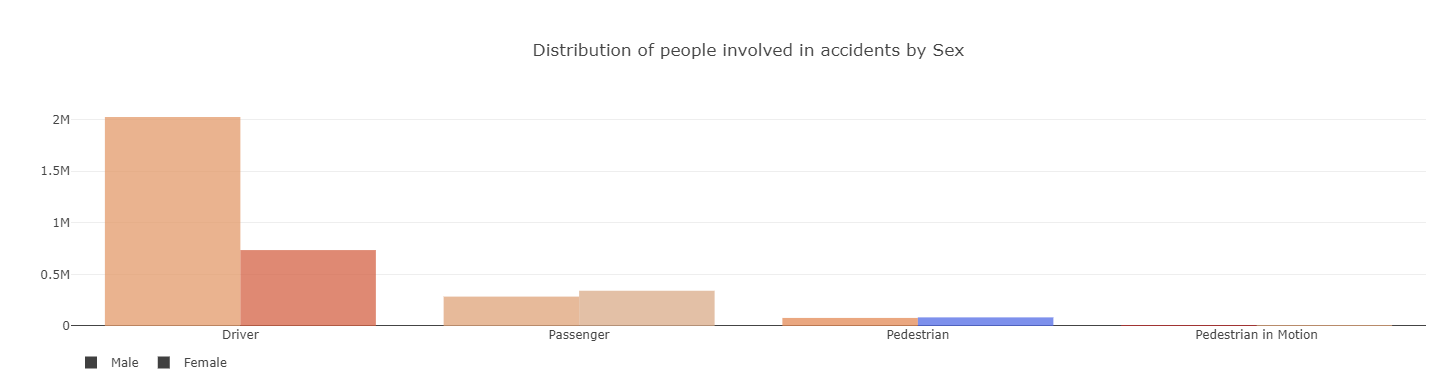 Distribution of people involved in accidents by Sex
2M
1.5M
1M
0.5M
0
Driver Passenger Pedestrian Pedestrian in Motion
Male Female